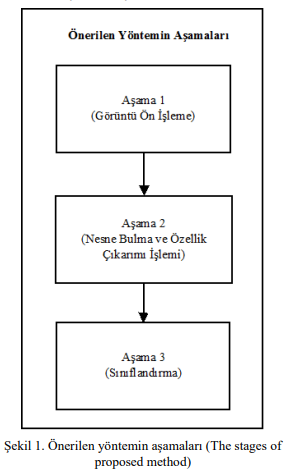 Önerilen Yöntemin Aşamaları
Aşama 1
(Görüntü Ön İşleme)
Aşama 2
(Nesne Bulma ve Özellik
Çıkarımı İşlemi)
Aşama 3
(Sınıflandırma)
Şekil 1. Önerilen yöntemin aşamaları (The stages of
proposed method)